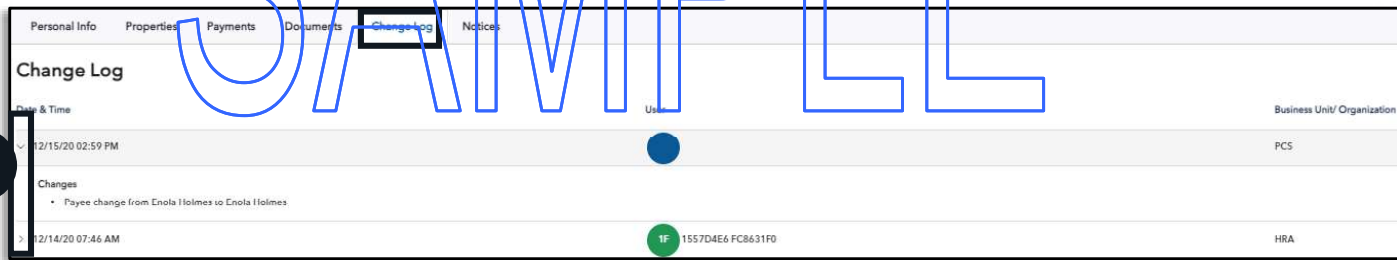 Personal Info Properties Payments Documents Change Log Notices
Change Log
Date & Time User Business Unit/ Organization
12/15/20 02:59 PM PCS
Changes
• Payee change from Enola Holmes to Enola Holmes
12/14/20 07:46 AM 1F 1557D4E6 FC8631F0 HRA